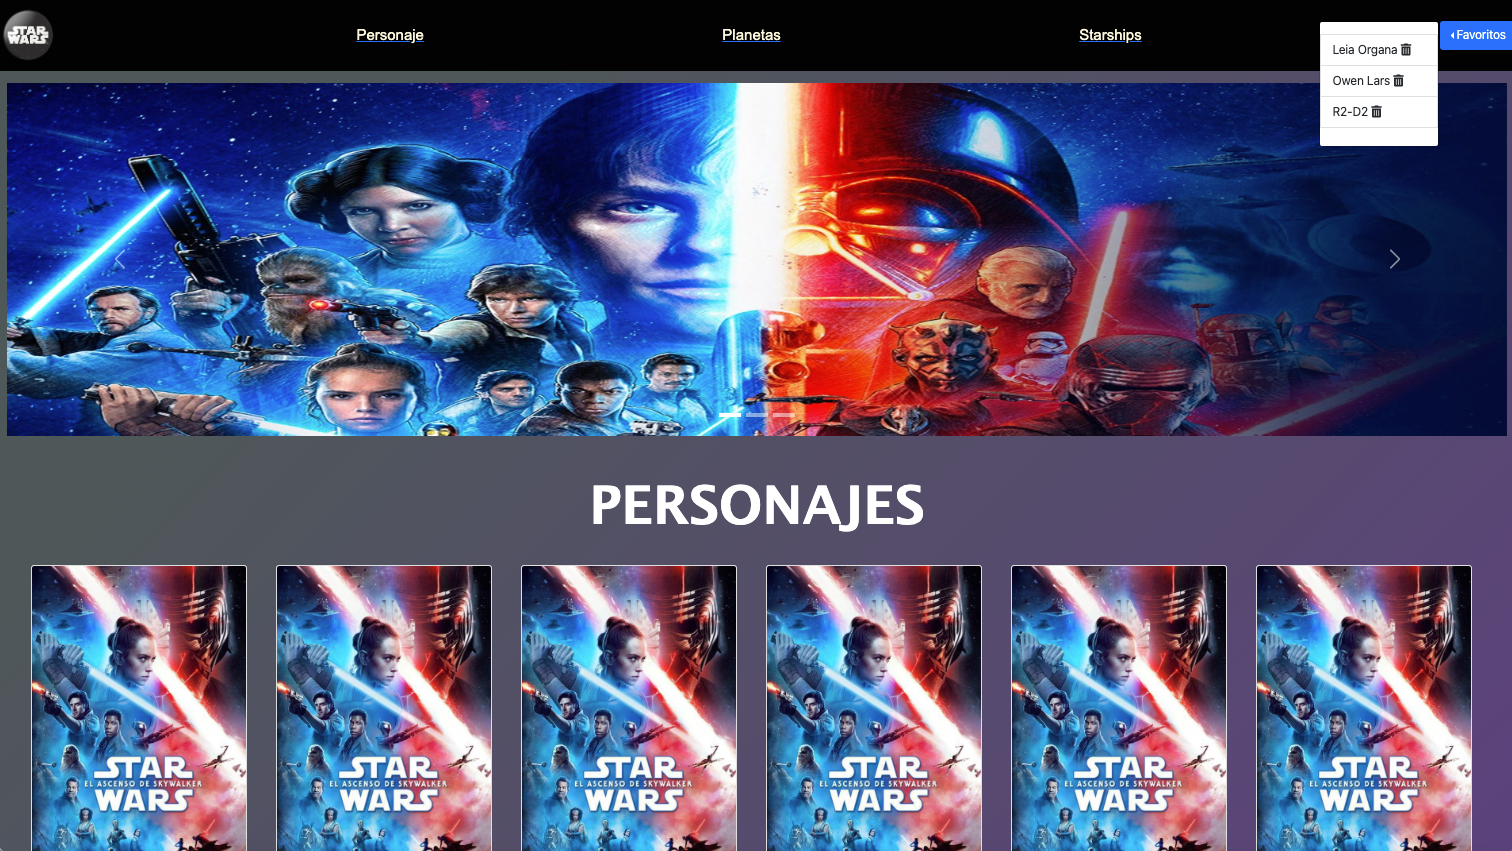 STAR
WARS
Personaje
Planetas
Starships
Favoritos
Leia Organa
Owen Lars
R2-D2
PERSONAJES
STAR
EL ASCENSO DE SKYWALKER
WARS
STAR
EL ASCENSO DE SKYWALKER
WARS
STAR
EL ASCENSO DE SKYWALKER
WARS
STAR
EL ASCENSO DE SKYWALKER
WARS
STAR
EL ASCENSO DE SKYWALKER
WARS
STAR
EL ASCENSO DE SKYWALKER
WARS